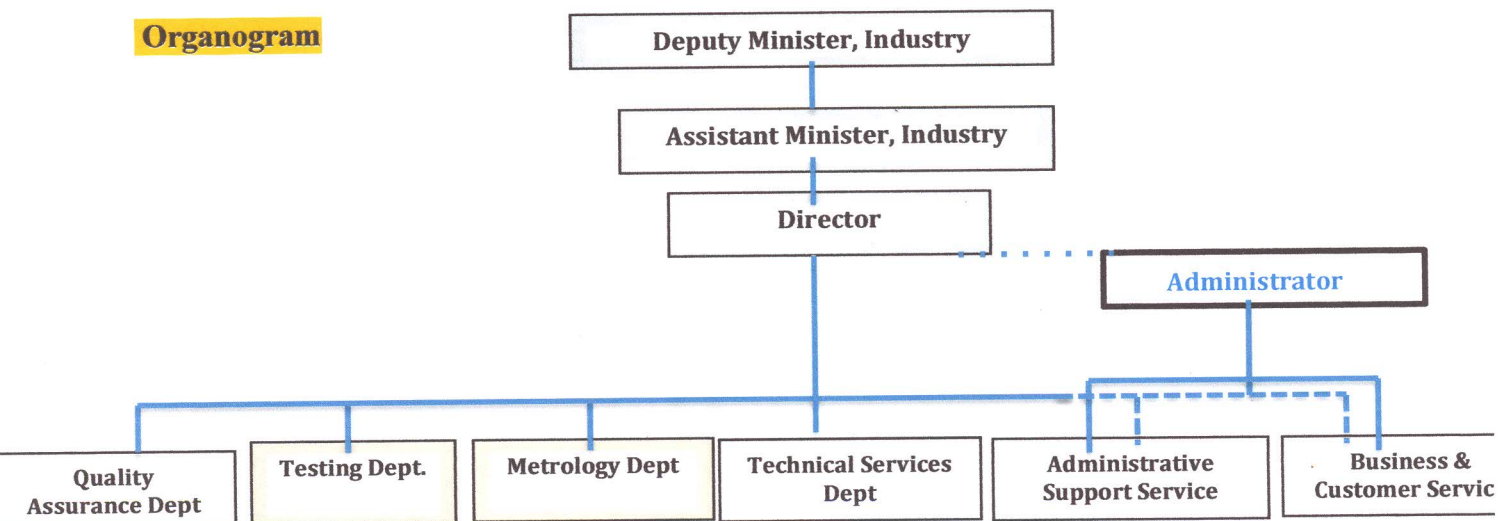 Organogram
Deputy Minister, Industry
Assistant Minister, Industry
Director
Administrator
Quality
Assurance Dept
Testing Dept.
Metrology Dept
Technical Services
Dept
Administrative
Support Service
Business &
Customer Servic